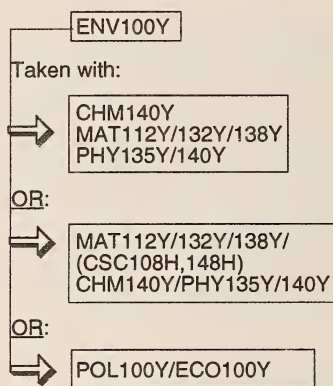 ENV100Y
Taken with:
CHM140Y
MAT112Y/132Y/138Y
PHY135Y/140Y
OR:
MAT112Y/132Y/138Y/
(CSC108H,148H)
CHM140Y/PHY135Y/140Y
OR:
POL100Y/ECO100Y